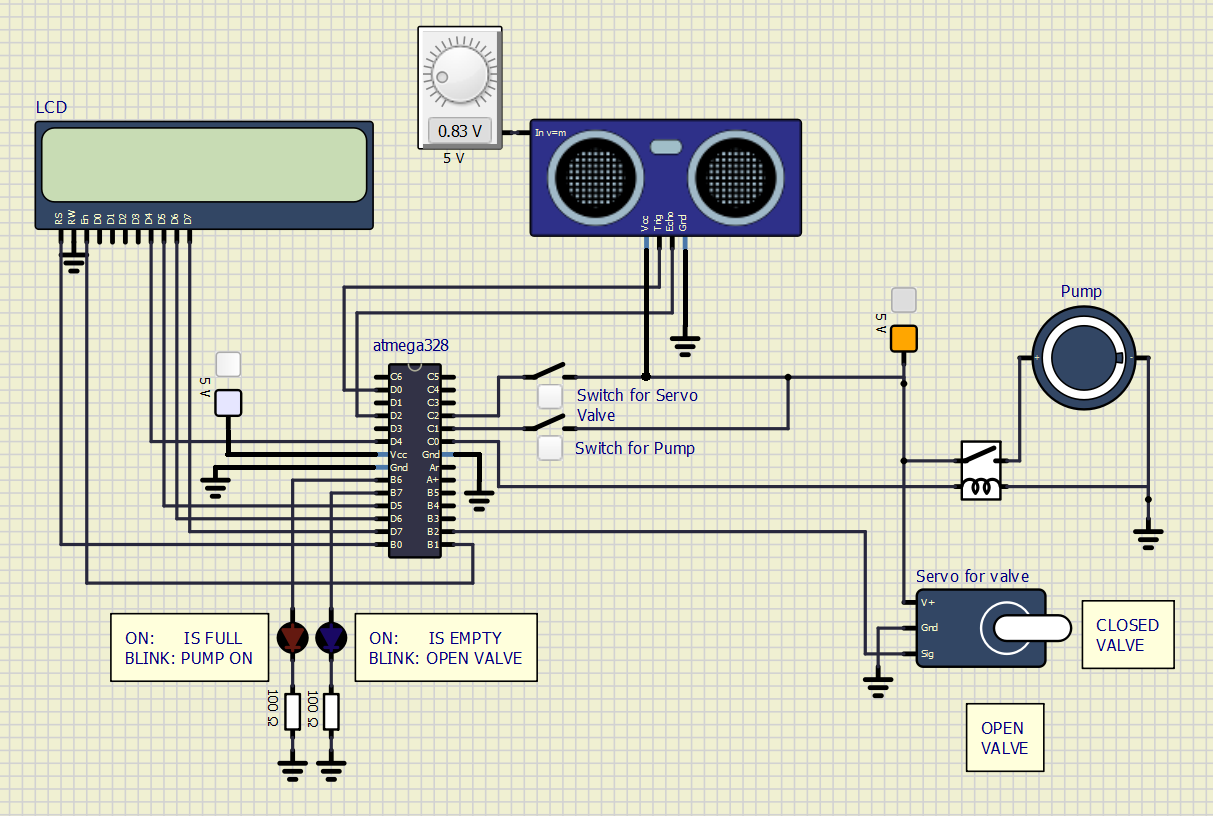 LCD
0.83 V
5 V
In v=m
Vcc
Trig
Echo
Gnd
RS
RW
En
D0
D1
D2
D3
D4
D5
D6
D7
5 V
Pump
+
-
atmega328
5 V
C6 C5
D0 C4
D1 C3
D2 C2
D3 C1
D4 C0
Vcc Gnd
Gnd Ar
B6 A+
B7 B5
D5 B4
D6 B3
D7 B2
B0 B1
Switch for Servo
Valve
Switch for Pump
Servo for valve
V+
Gnd
Sig
CLOSED
VALVE
OPEN
VALVE
ON: IS FULL
BLINK: PUMP ON
ON: IS EMPTY
BLINK: OPEN VALVE
100 Ω
100 Ω